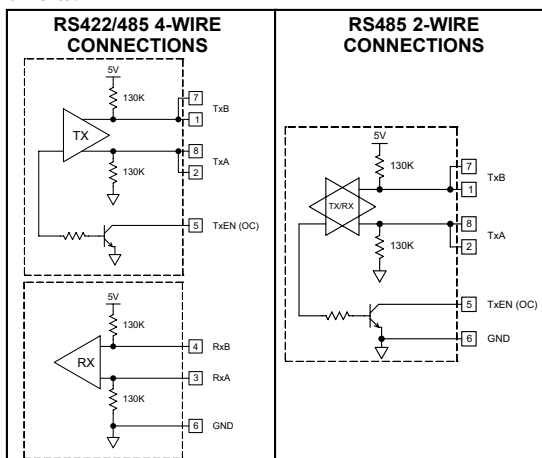 RS422/485 4-WIRE
CONNECTIONS
5V
130K
7
TxB
1
TX
8
TxA
130K
2
5
TxEN (OC)
5V
130K
4
RxB
RX
3
RxA
130K
6
GND
RS485 2-WIRE
CONNECTIONS
5V
130K
7
TxB
1
TX/RX
8
TxA
130K
2
5
TxEN (OC)
6
GND